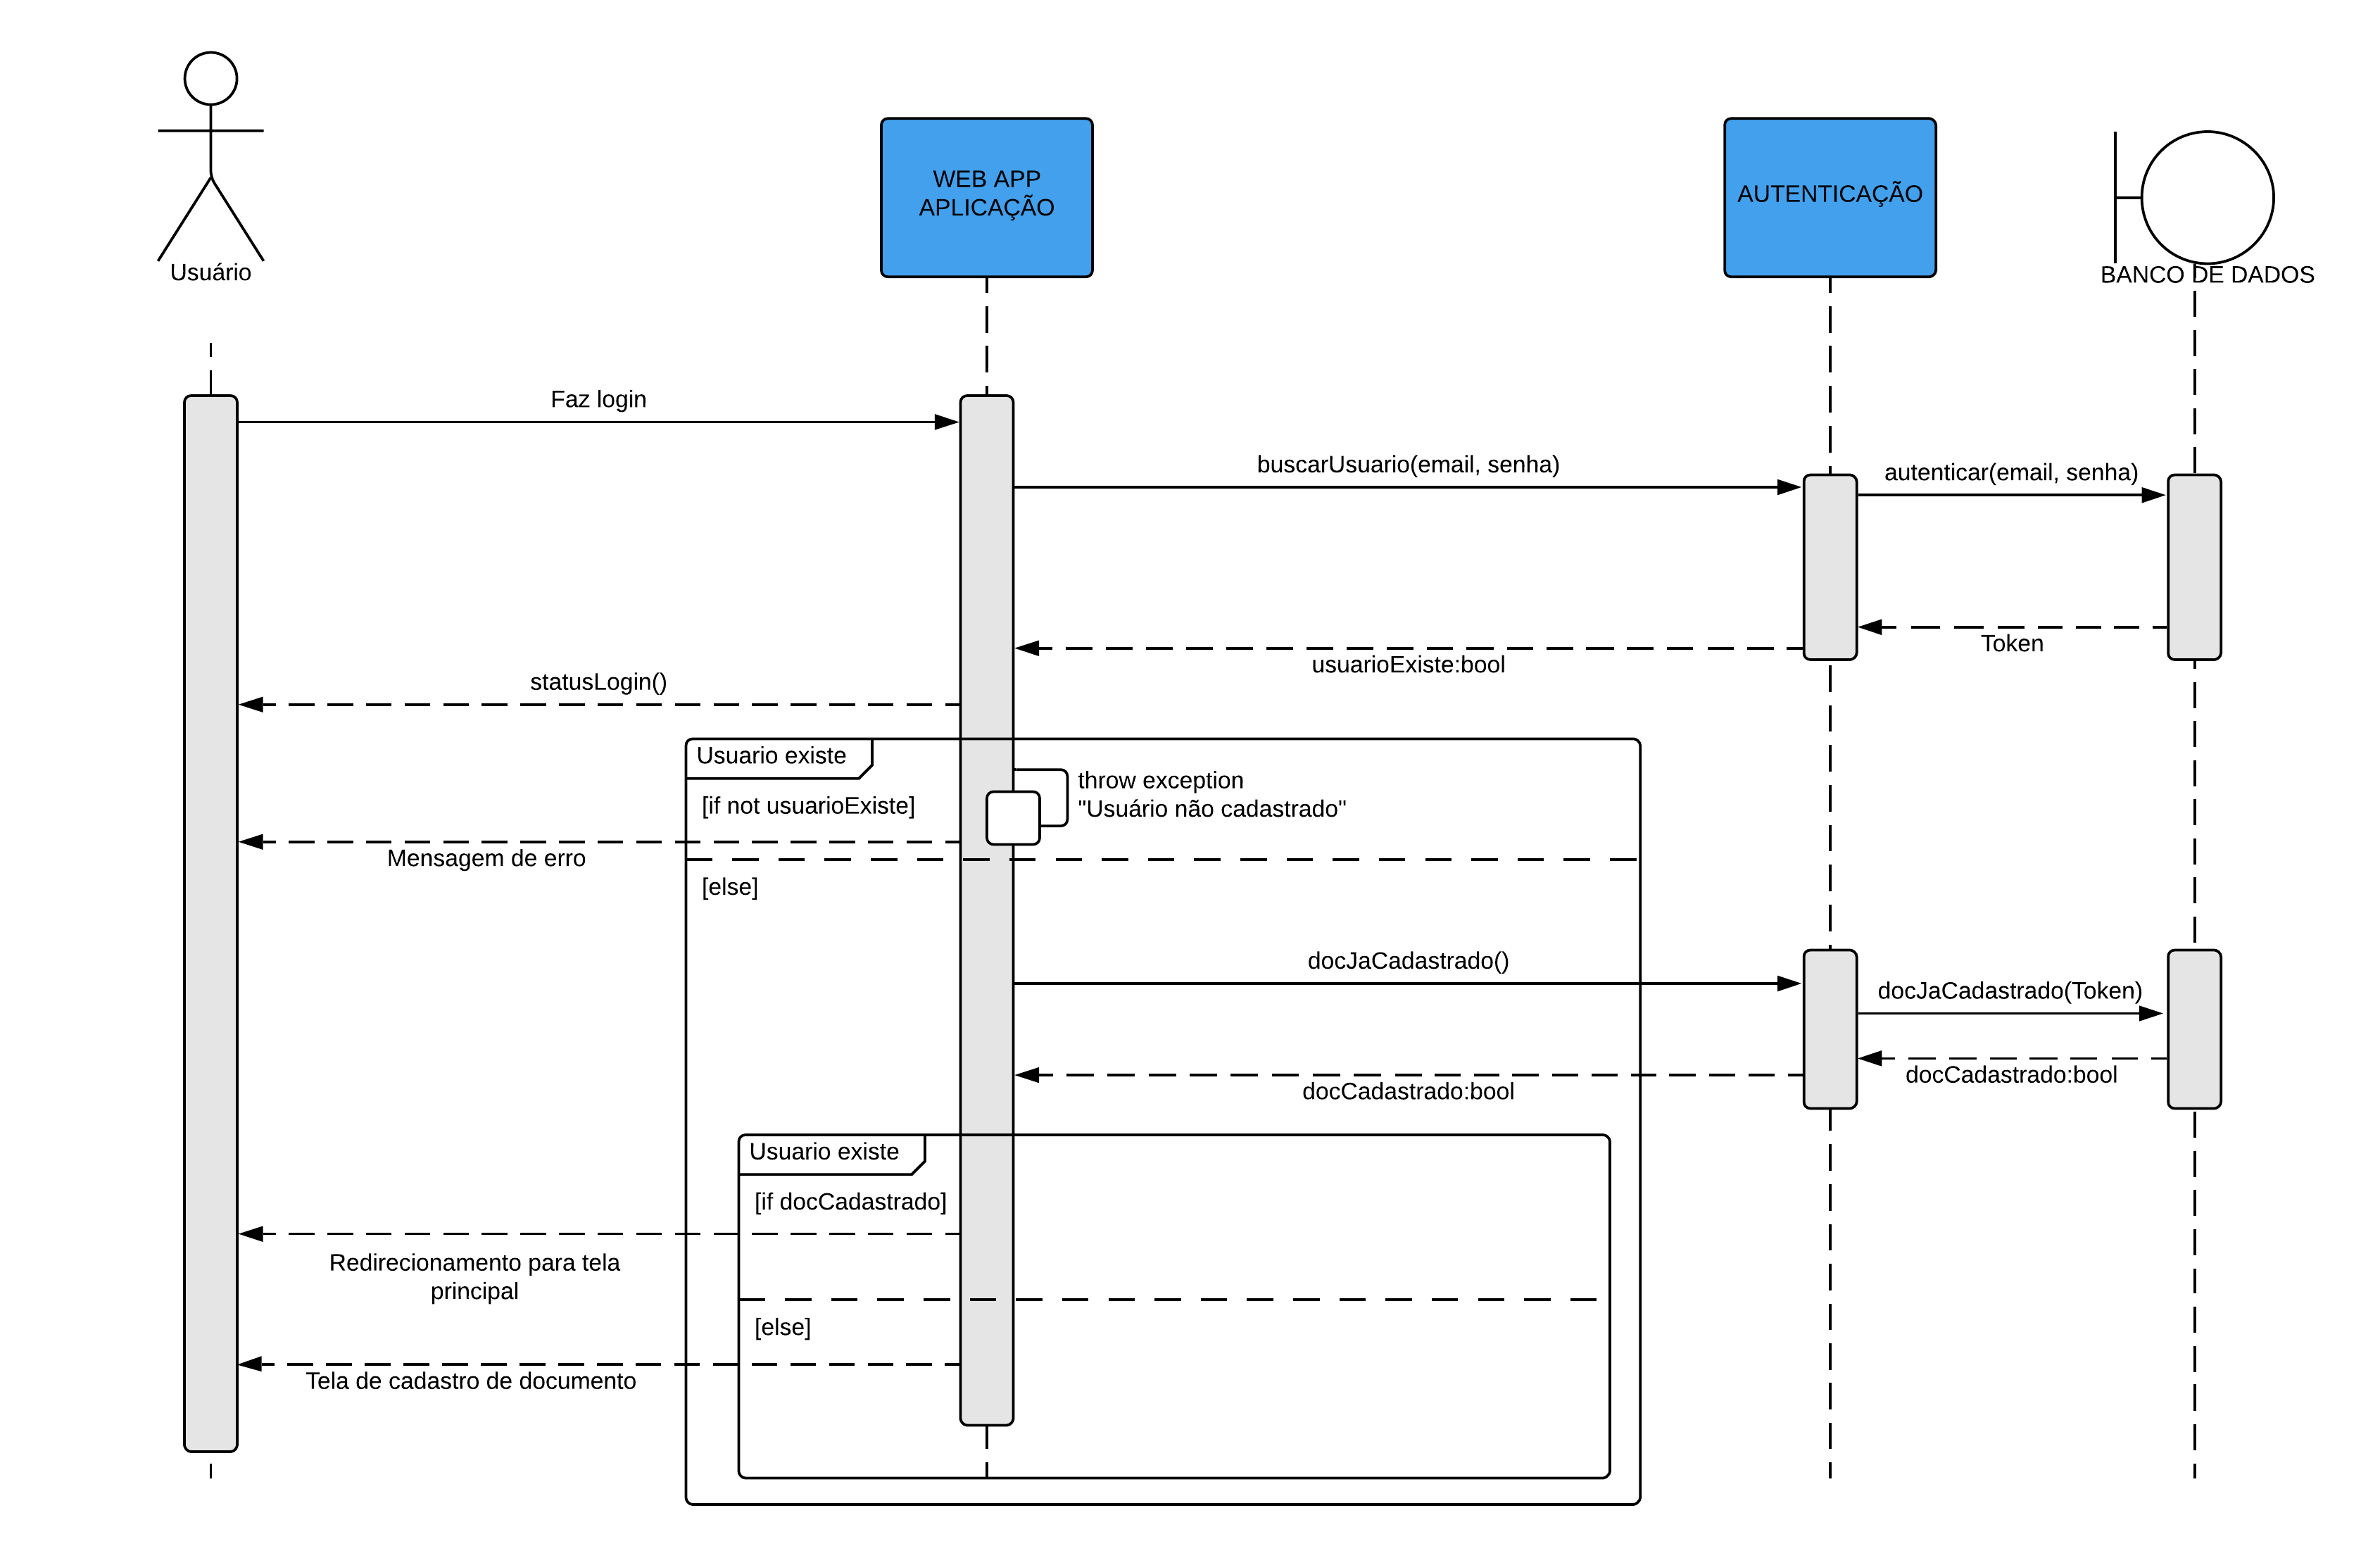 Usuário
WEB APP
APLICAÇÃO
AUTENTICAÇÃO
BANCO DE DADOS
Faz login
buscarUsuario(email, senha)
autenticar(email, senha)
Token
usuarioExiste:bool
statusLogin()
Usuario existe
throw exception
"Usuário não cadastrado"
[if not usuarioExiste]
Mensagem de erro
[else]
docJaCadastrado()
docJaCadastrado(Token)
docCadastrado:bool
docCadastrado:bool
Usuario existe
[if docCadastrado]
Redirecionamento para tela
principal
[else]
Tela de cadastro de documento